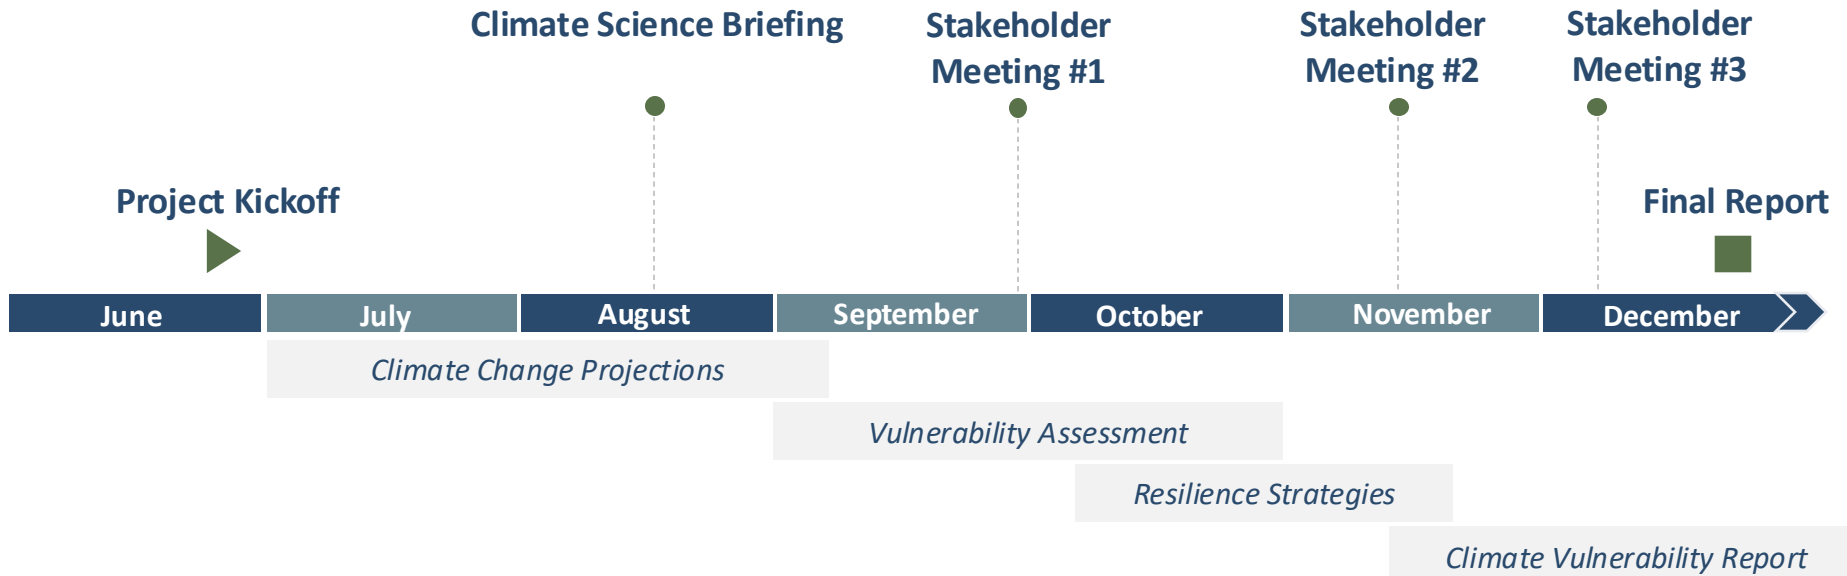 Climate Science Briefing
Stakeholder
Meeting #1
Stakeholder
Meeting #2
Stakeholder
Meeting #3
Project Kickoff
Final Report
June
July
August
September
October
November
December
Climate Change Projections
Vulnerability Assessment
Resilience Strategies
Climate Vulnerability Report